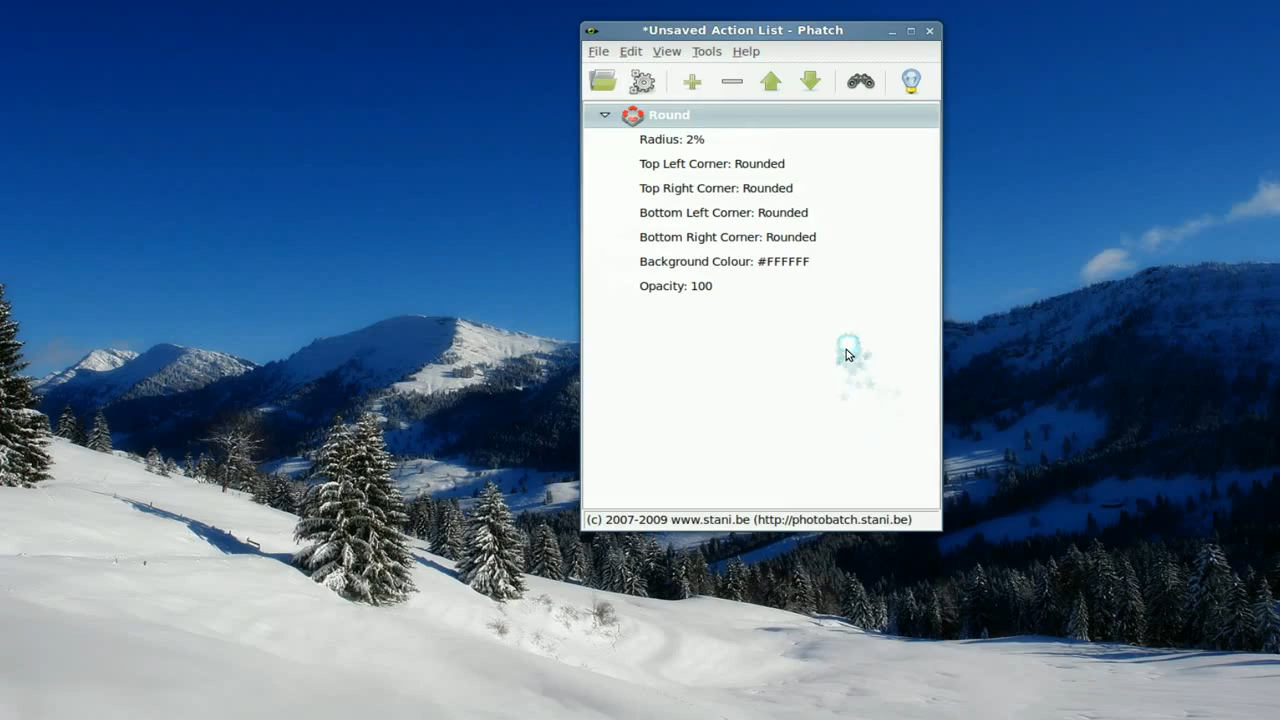 *Unsaved Action List - Phatch
File Edit View Tools Help
Round
Radius: 2%
Top Left Corner: Rounded
Top Right Corner: Rounded
Bottom Left Corner: Rounded
Bottom Right Corner: Rounded
Background Colour: #FFFFFF
Opacity: 100
(c) 2007-2009 www.stani.be (http://photobatch.stani.be)